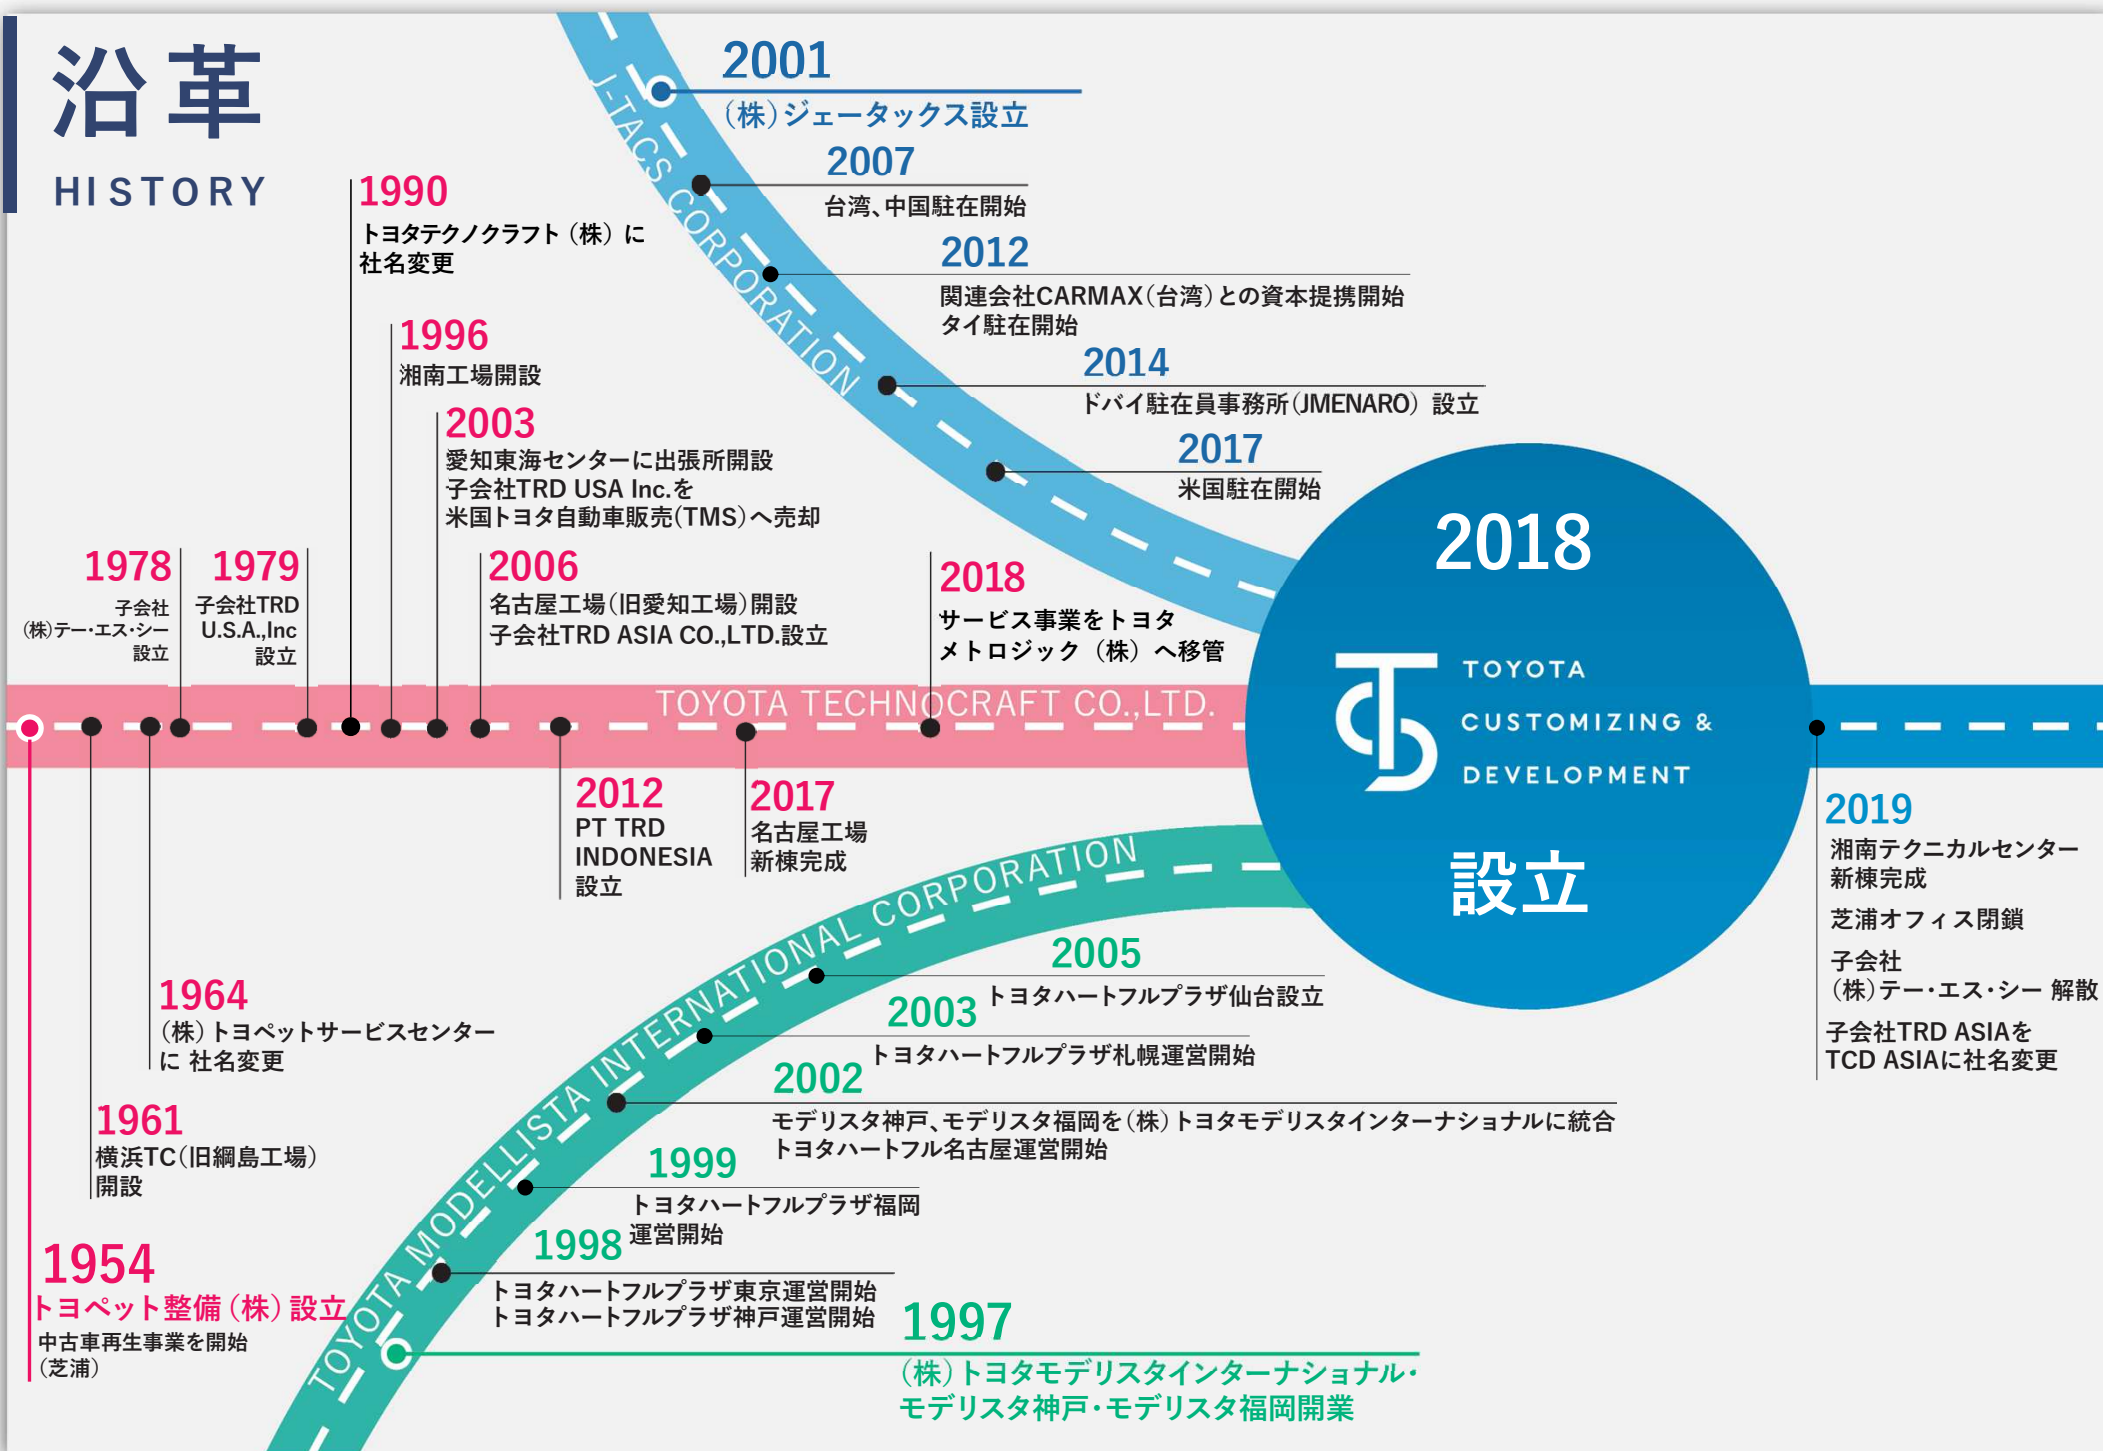 沿革
HISTORY
J-TACS CORPORATION
2001
（株）ジェータックス設立
2007
台湾、中国駐在開始
2012
関連会社CARMAX（台湾）との資本提携開始
タイ駐在開始
2014
ドバイ駐在員事務所（JMENARO）設立
2017
米国駐在開始
1990
トヨタテクノクラフト（株）に
社名変更
1996
湘南工場開設
2003
愛知東海センターに出張所開設
子会社TRD USA Inc.を
米国トヨタ自動車販売（TMS）へ売却
1978
子会社
（株）テー・エス・シー
設立
1979
子会社TRD
U.S.A.,Inc
設立
2006
名古屋工場（旧愛知工場）開設
子会社TRD ASIA CO.,LTD.設立
2018
サービス事業をトヨタ
メトロジック（株）へ移管
TOYOTA TECHNOCRAFT CO.,LTD.
2012
PT TRD
INDONESIA
設立
2017
名古屋工場
新棟完成
1964
（株）トヨペットサービスセンター
に 社名変更
1961
横浜TC（旧綱島工場）
開設
1954
トヨペット整備（株）設立
中古車再生事業を開始
（芝浦）
2018
TOYOTA
CUSTOMIZING &
DEVELOPMENT
設立
2019
湘南テクニカルセンター
新棟完成
芝浦オフィス閉鎖
子会社
（株）テー・エス・シー 解散
子会社TRD ASIAを
TCD ASIAに社名変更
TOYOTA MODELLISTA INTERNATIONAL CORPORATION
2005
トヨタハートフルプラザ仙台設立
2003
トヨタハートフルプラザ札幌運営開始
2002
モデリスタ神戸、モデリスタ福岡を（株）トヨタモデリスタインターナショナルに統合
トヨタハートフル名古屋運営開始
1999
トヨタハートフルプラザ福岡
運営開始
1998
トヨタハートフルプラザ東京運営開始
トヨタハートフルプラザ神戸運営開始
1997
（株）トヨタモデリスタインターナショナル・
モデリスタ神戸・モデリスタ福岡開業